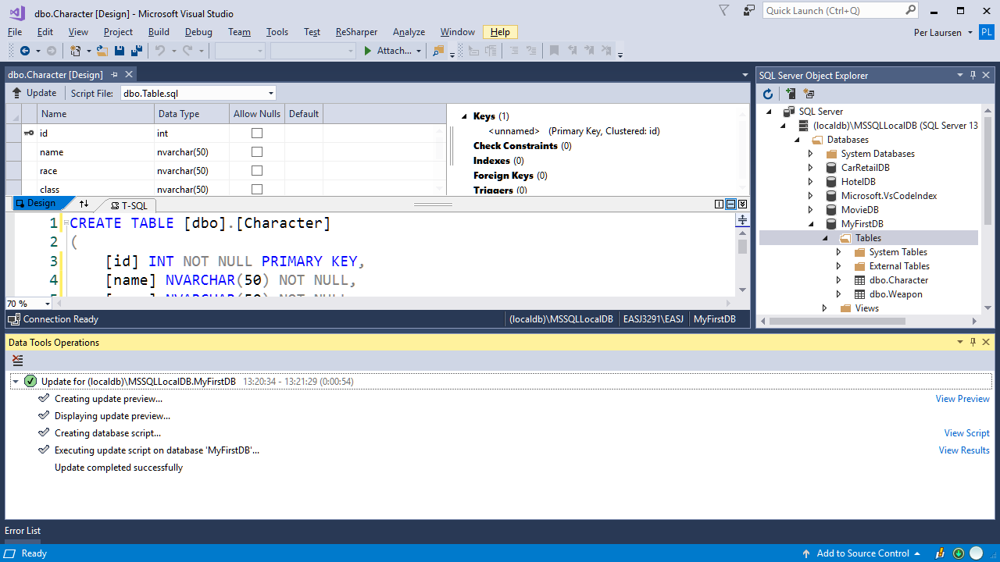 dbo.Character [Design] - Microsoft Visual Studio
Quick Launch (Ctrl+Q)
File Edit View Project Build Debug Team Tools Test ReSharper Analyze Window Help
Per Laursen PL
Attach...
dbo.Character [Design]
Update Script File: dbo.Table.sql
Name Data Type Allow Nulls Default
id int
name nvarchar(50)
race nvarchar(50)
class nvarchar(50)
Keys (1)
<unnamed> (Primary Key, Clustered: id)
Check Constraints (0)
Indexes (0)
Foreign Keys (0)
Triggers (0)
Design T-SQL
1 CREATE TABLE [dbo].[Character]
2 (
3 [id] INT NOT NULL PRIMARY KEY,
4 [name] NVARCHAR(50) NOT NULL,
70 %
Connection Ready (localdb)\MSSQLLocalDB EASJ3291\EASJ MyFirstDB
SQL Server Object Explorer
SQL Server
(localdb)\MSSQLLocalDB (SQL Server 13
Databases
System Databases
CarRetailDB
HotelDB
Microsoft.VsCodeIndex
MovieDB
MyFirstDB
Tables
System Tables
External Tables
dbo.Character
dbo.Weapon
Views
Data Tools Operations
Update for (localdb)\MSSQLLocalDB.MyFirstDB 13:20:34 - 13:21:29 (0:00:54)
Creating update preview... View Preview
Displaying update preview...
Creating database script... View Script
Executing update script on database 'MyFirstDB'... View Results
Update completed successfully
Error List
Ready Add to Source Control